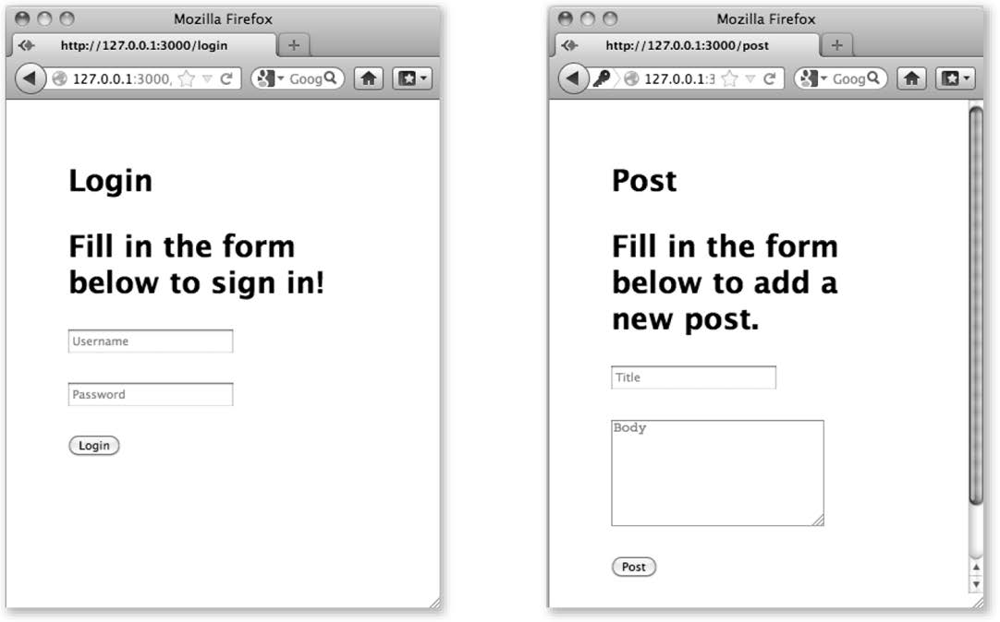 Mozilla Firefox
http://127.0.0.1:3000/login
127.0.0.1:3000,
Goog
Login
Fill in the form
below to sign in!
Username
Password
Login
Mozilla Firefox
http://127.0.0.1:3000/post
127.0.0.1:3
Goog
Post
Fill in the form
below to add a
new post.
Title
Body
Post